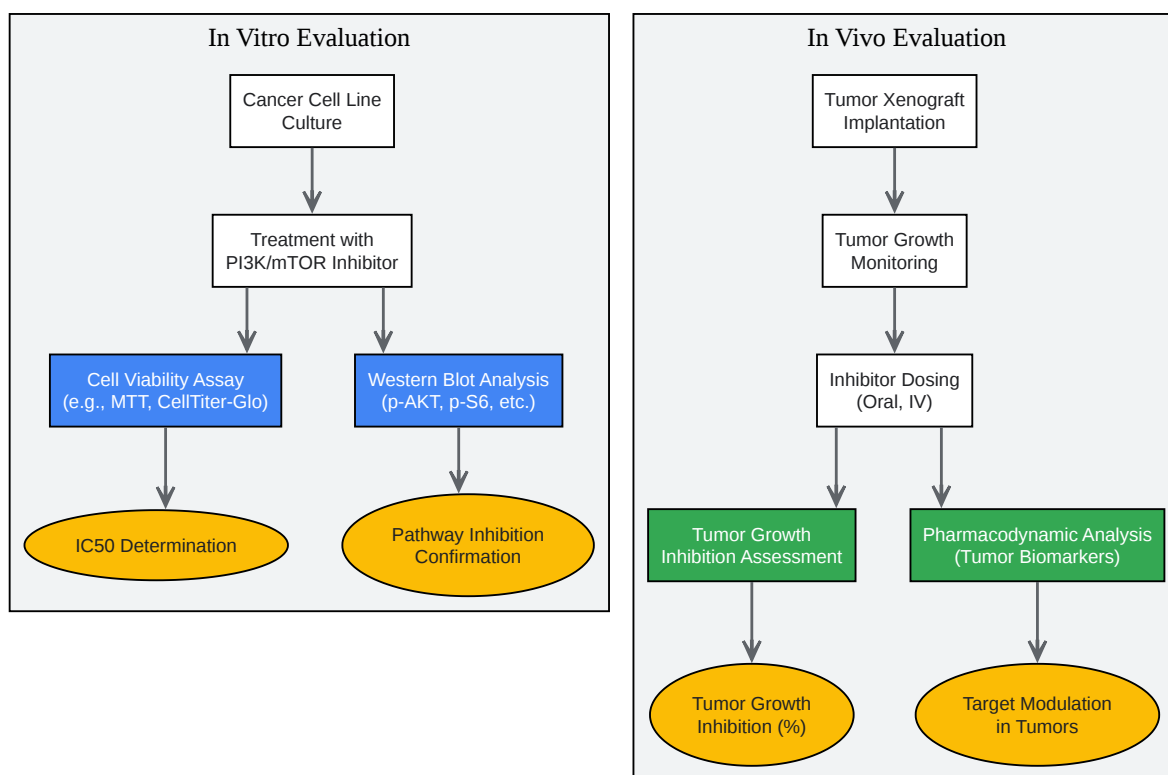 In Vitro Evaluation
Cancer Cell Line
Culture
Treatment with
PI3K/mTOR Inhibitor
Cell Viability Assay
(e.g., MTT, CellTiter-Glo)
Western Blot Analysis
(p-AKT, p-S6, etc.)
IC50 Determination
Pathway Inhibition
Confirmation
In Vivo Evaluation
Tumor Xenograft
Implantation
Tumor Growth
Monitoring
Inhibitor Dosing
(Oral, IV)
Tumor Growth
Inhibition Assessment
Pharmacodynamic Analysis
(Tumor Biomarkers)
Tumor Growth
Inhibition (%)
Target Modulation
in Tumors